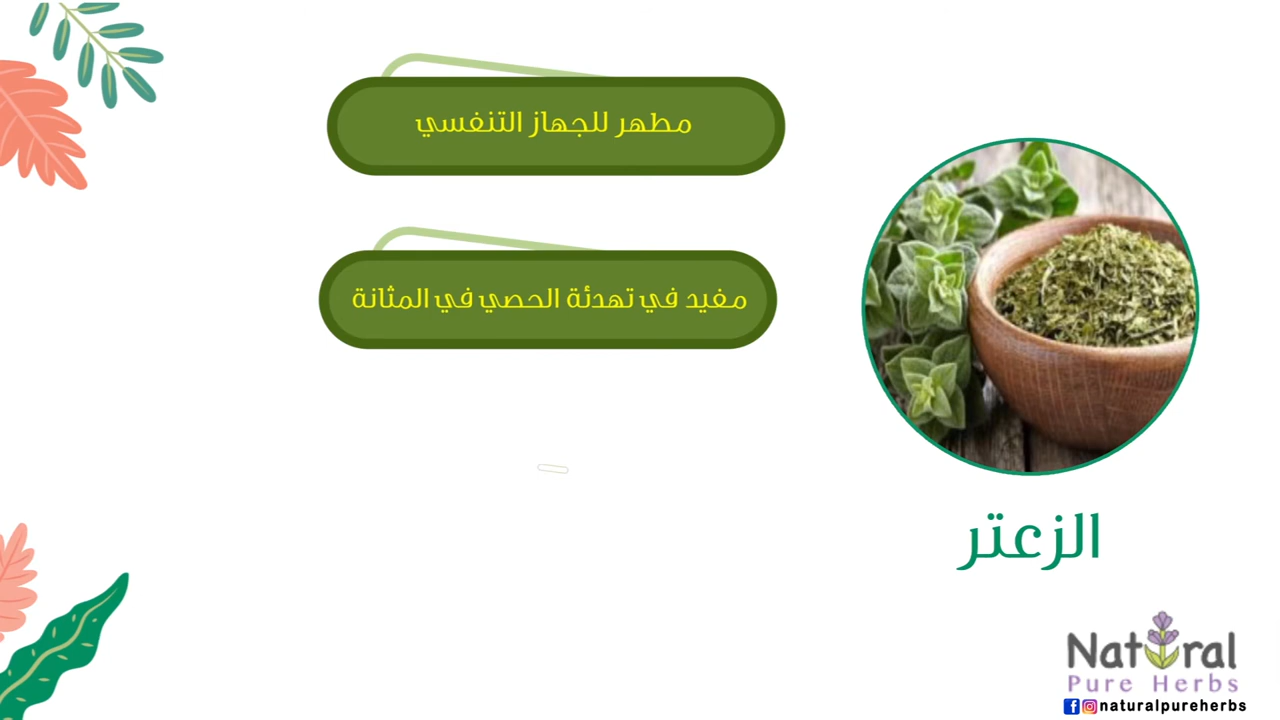 مطهر للجهاز التنفسي
مفيد في تهدئة الحصي في المثانة
الزعتر
Natural
Pure Herbs
naturalpureherbs